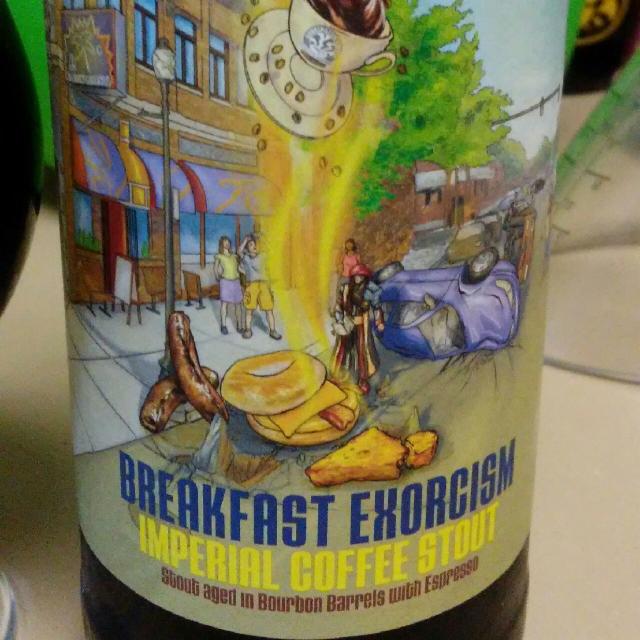 BREAKFAST EXORCISM
IMPERIAL COFFEE STOUT
Stout aged in Bourbon Barrels with Espresso